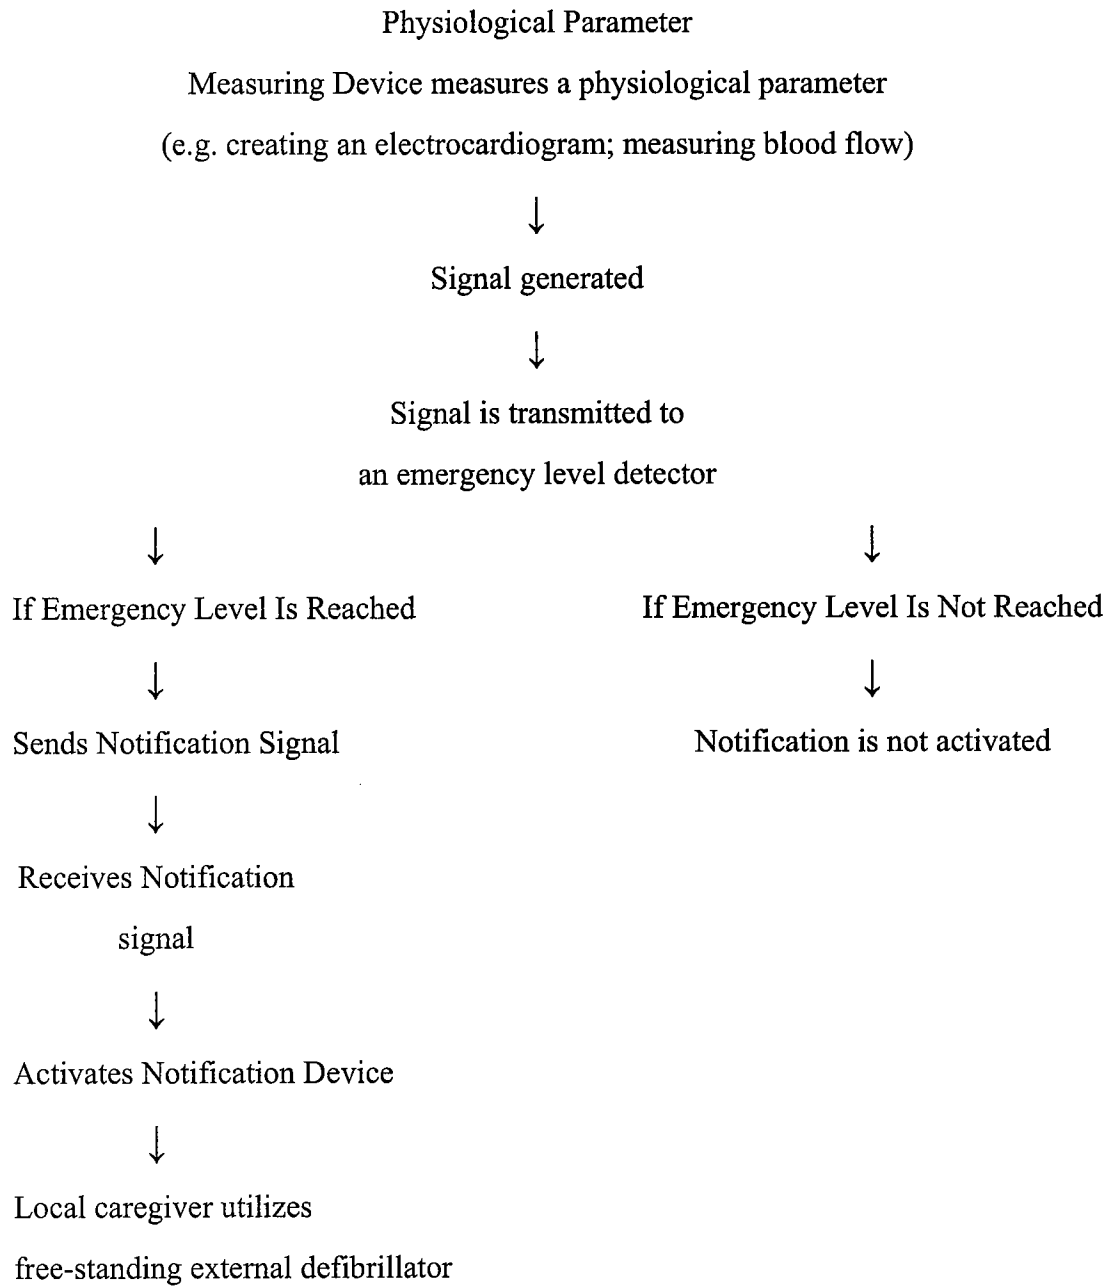 Physiological Parameter
Measuring Device measures a physiological parameter
(e.g. creating an electrocardiogram; measuring blood flow)
↓
Signal generated
↓
Signal is transmitted to
an emergency level detector
↓ ↓
If Emergency Level Is Reached If Emergency Level Is Not Reached
↓ ↓
Sends Notification Signal Notification is not activated
↓
Receives Notification
signal
↓
Activates Notification Device
↓
Local caregiver utilizes
free-standing external defibrillator